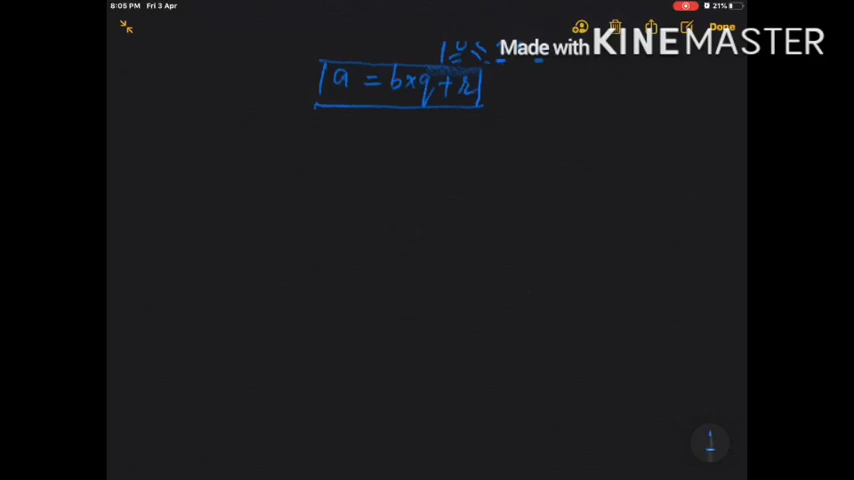 8:05 PM Fri 3 Apr
21%
Done
Made with KINEMASTER
a = b×q+r